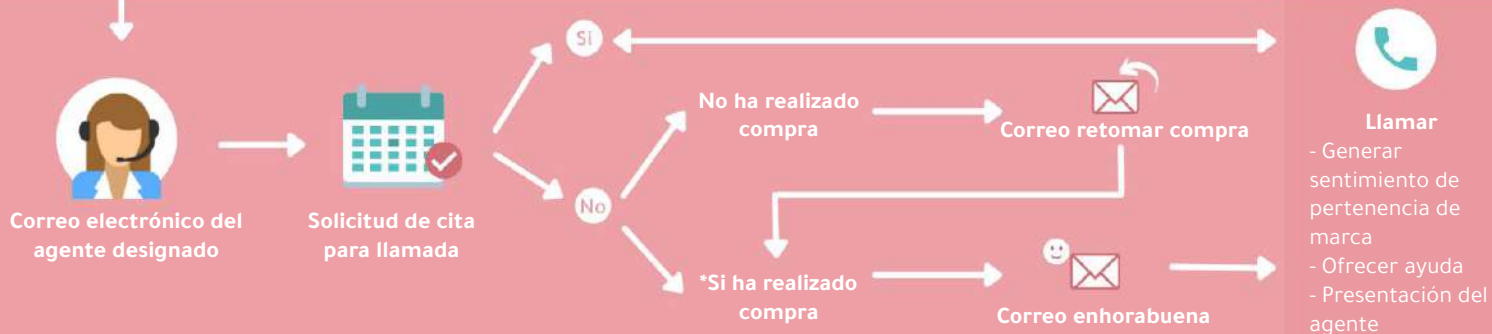 Correo electrónico del
agente designado
Solicitud de cita
para llamada
Si
No
No ha realizado
compra
Correo retomar compra
*Si ha realizado
compra
Correo enhorabuena
Llamar
- Generar
sentimiento de
pertenencia de
marca
- Ofrecer ayuda
- Presentación del
agente